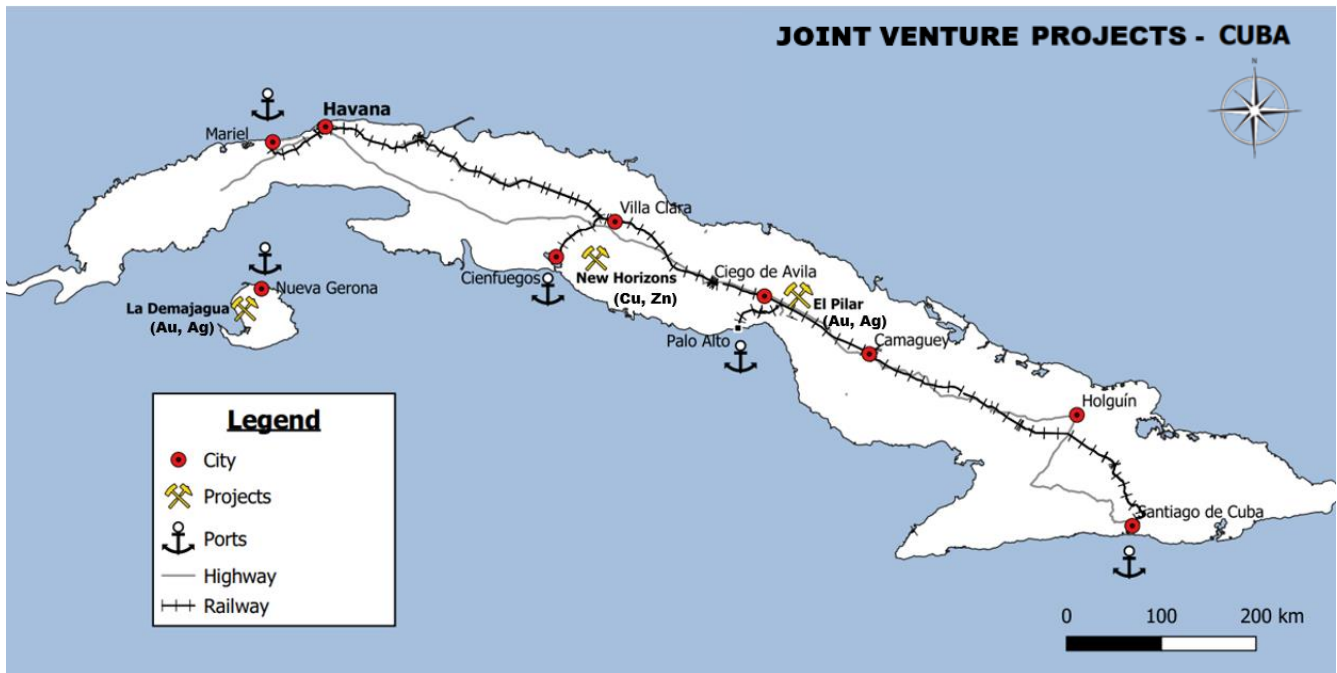 JOINT VENTURE PROJECTS - CUBA
N
Havana
Mariel
Villa Clara
Cienfuegos
New Horizons
(Cu, Zn)
Ciego de Avila
El Pilar
(Au, Ag)
Nueva Gerona
La Demajagua
(Au, Ag)
Palo Alto
Camaguey
Holguín
Santiago de Cuba
Legend
City
Projects
Ports
Highway
Railway
0 100 200 km